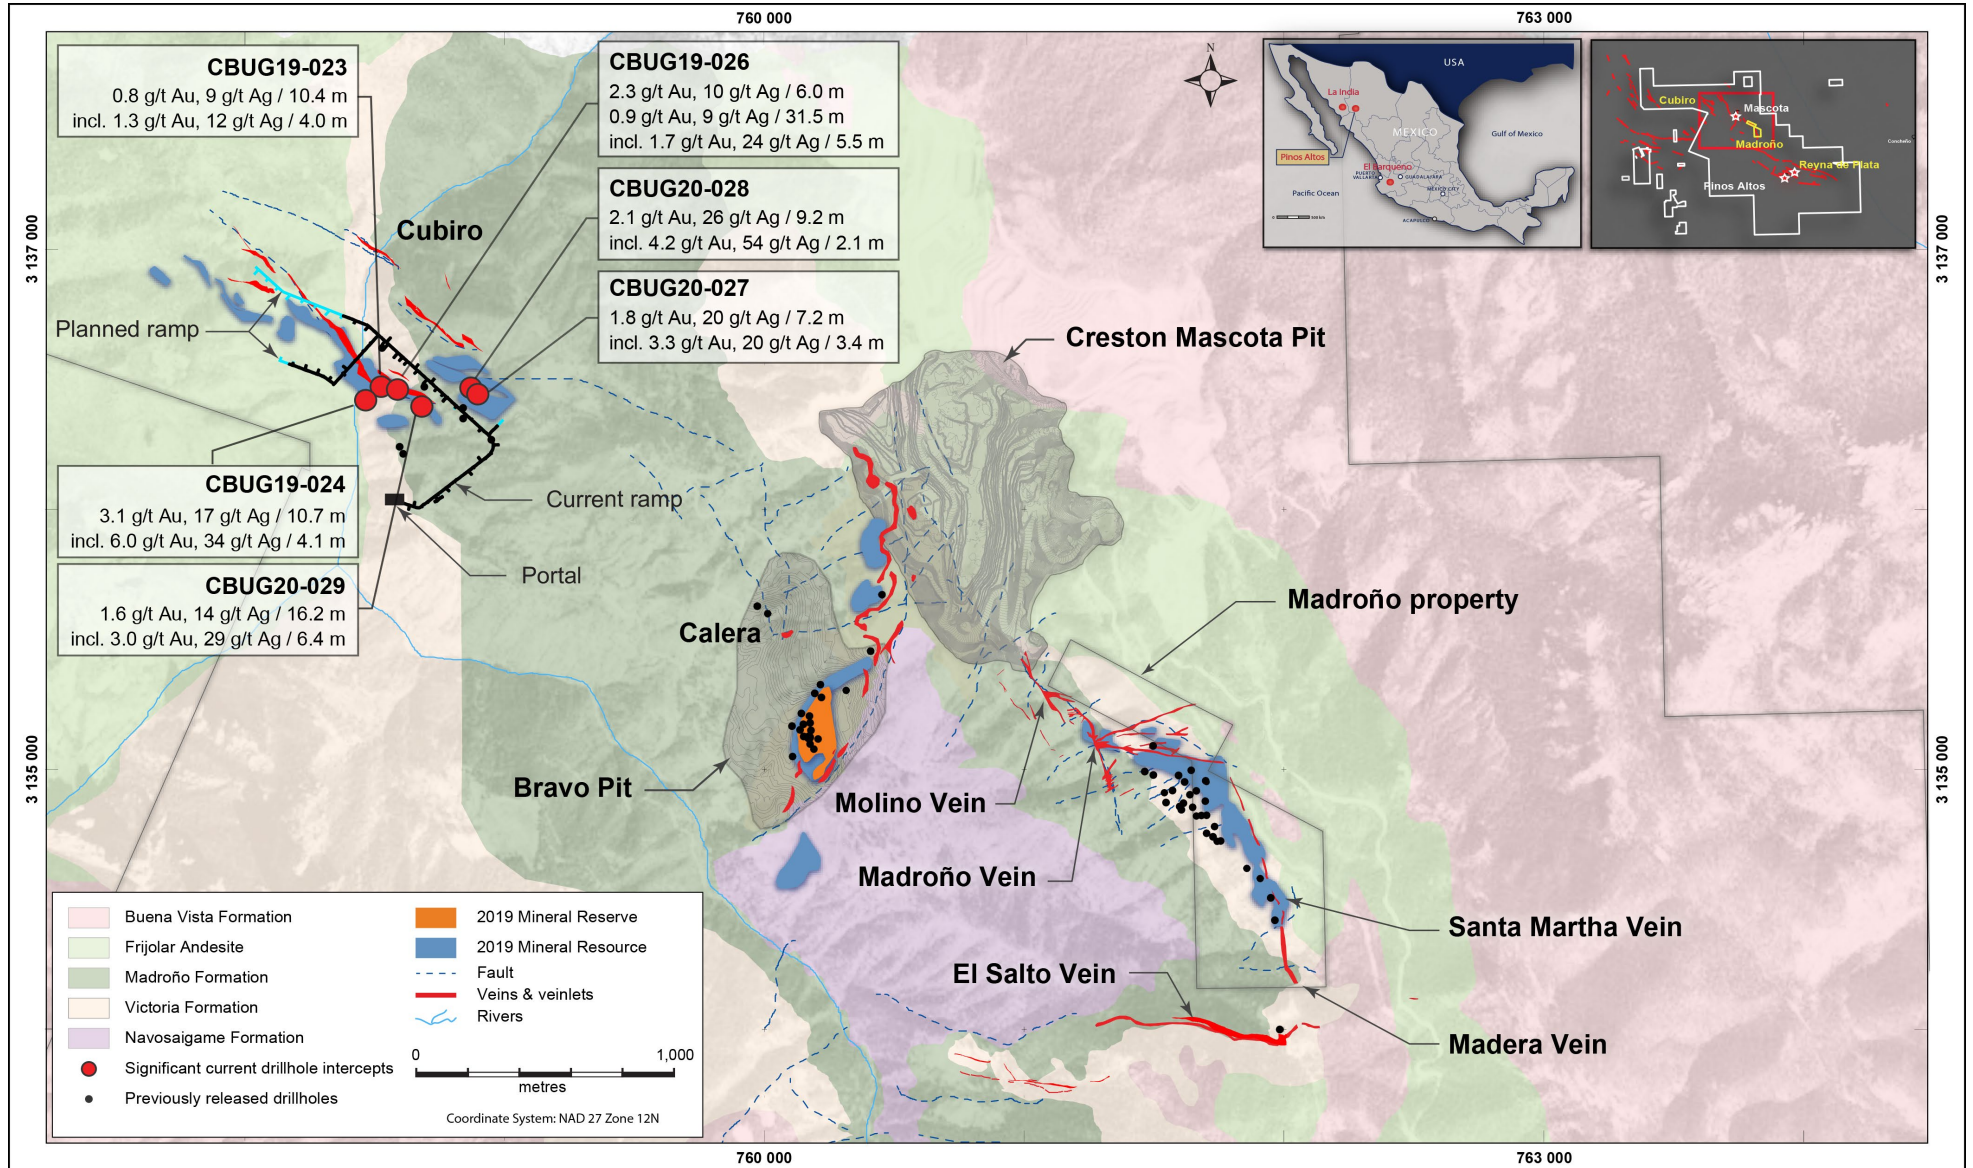 760 000
763 000
CBUG19-023
0.8 g/t Au, 9 g/t Ag / 10.4 m
incl. 1.3 g/t Au, 12 g/t Ag / 4.0 m
CBUG19-026
2.3 g/t Au, 10 g/t Ag / 6.0 m
0.9 g/t Au, 9 g/t Ag / 31.5 m
incl. 1.7 g/t Au, 24 g/t Ag / 5.5 m
CBUG20-028
2.1 g/t Au, 26 g/t Ag / 9.2 m
incl. 4.2 g/t Au, 54 g/t Ag / 2.1 m
CBUG20-027
1.8 g/t Au, 20 g/t Ag / 7.2 m
incl. 3.3 g/t Au, 20 g/t Ag / 3.4 m
N
USA
La India
MEXICO
Gulf of Mexico
Pinos Altos
El Barqueño
PUERTO
VALLARTA
GUADALAJARA
MEXICO CITY
Pacific Ocean
ACAPULCO
0
500 km
Cubiro
Mascota
Madroño
Concheño
Reyna de Plata
Pinos Altos
3 137 000
3 137 000
Cubiro
Planned ramp
Creston Mascota Pit
CBUG19-024
3.1 g/t Au, 17 g/t Ag / 10.7 m
incl. 6.0 g/t Au, 34 g/t Ag / 4.1 m
Current ramp
Portal
CBUG20-029
1.6 g/t Au, 14 g/t Ag / 16.2 m
incl. 3.0 g/t Au, 29 g/t Ag / 6.4 m
Calera
Madroño property
3 135 000
3 135 000
Bravo Pit
Molino Vein
Madroño Vein
Santa Martha Vein
El Salto Vein
Madera Vein
Buena Vista Formation
Frijolar Andesite
Madroño Formation
Victoria Formation
Navosaigame Formation
Significant current drillhole intercepts
Previously released drillholes
2019 Mineral Reserve
2019 Mineral Resource
Fault
Veins & veinlets
Rivers
0
1,000
metres
Coordinate System: NAD 27 Zone 12N
760 000
763 000